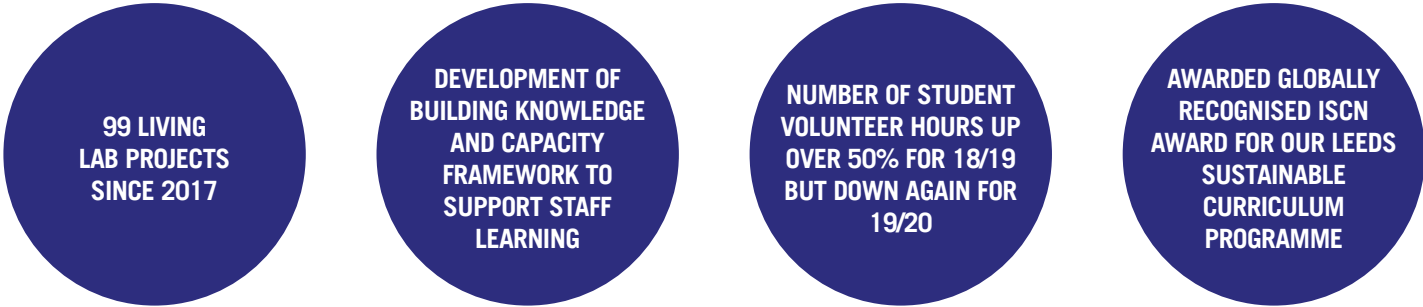 99 LIVING
LAB PROJECTS
SINCE 2017
DEVELOPMENT OF
BUILDING KNOWLEDGE
AND CAPACITY
FRAMEWORK TO
SUPPORT STAFF
LEARNING
NUMBER OF STUDENT
VOLUNTEER HOURS UP
OVER 50% FOR 18/19
BUT DOWN AGAIN FOR
19/20
AWARDED GLOBALLY
RECOGNISED ISCN
AWARD FOR OUR LEEDS
SUSTAINABLE
CURRICULUM
PROGRAMME